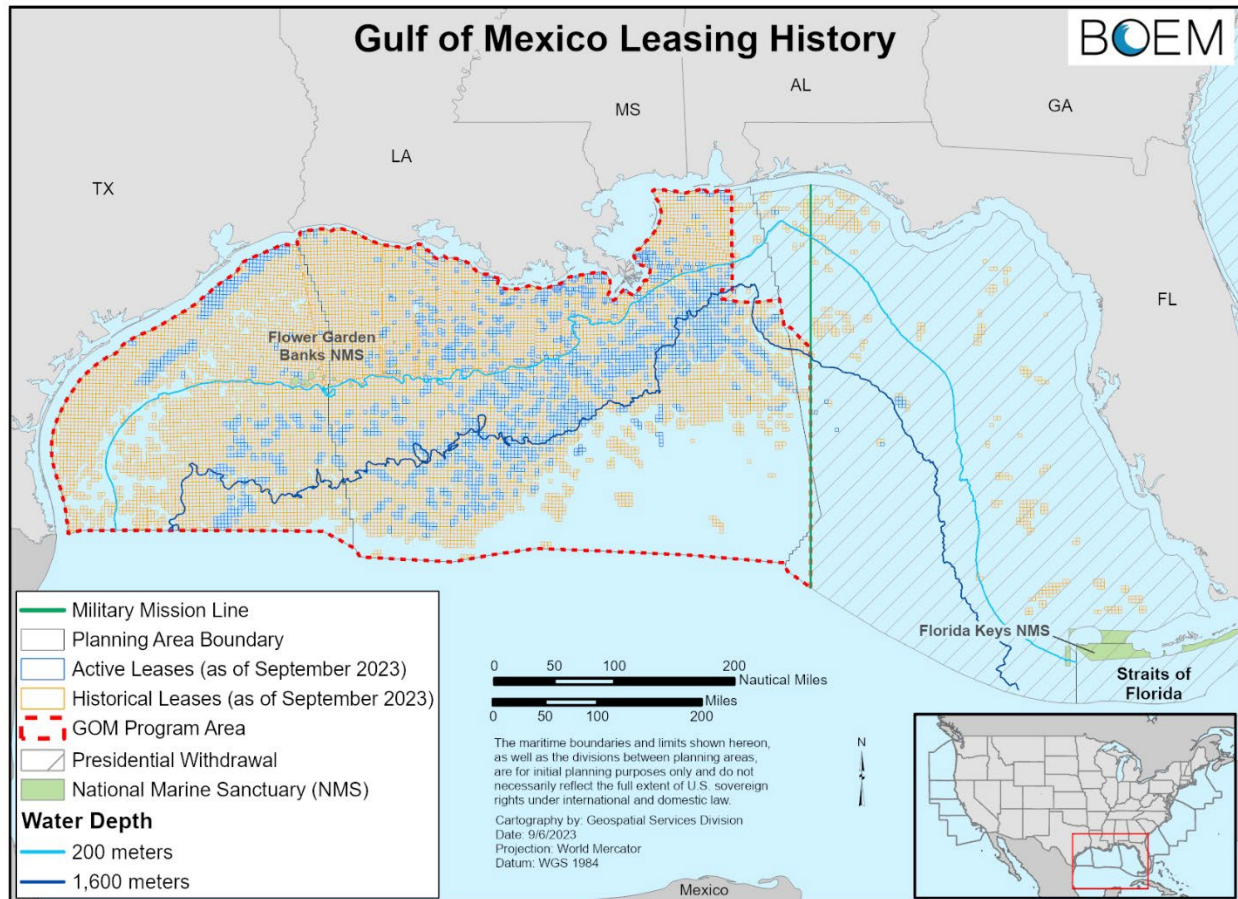 Gulf of Mexico Leasing History
BOEM
TX
LA
MS
AL
GA
FL
Flower Garden
Banks NMS
Florida Keys NMS
Straits of
Florida
Military Mission Line
Planning Area Boundary
Active Leases (as of September 2023)
Historical Leases (as of September 2023)
GOM Program Area
Presidential Withdrawal
National Marine Sanctuary (NMS)
Water Depth
200 meters
1,600 meters
0 50 100 200
Nautical Miles
Miles
0 50 100 200
The maritime boundaries and limits shown hereon,
as well as the divisions between planning areas,
are for initial planning purposes only and do not
necessarily reflect the full extent of U.S. sovereign
rights under international and domestic law.
Cartography by: Geospatial Services Division
Date: 9/6/2023
Projection: World Mercator
Datum: WGS 1984
N
Mexico